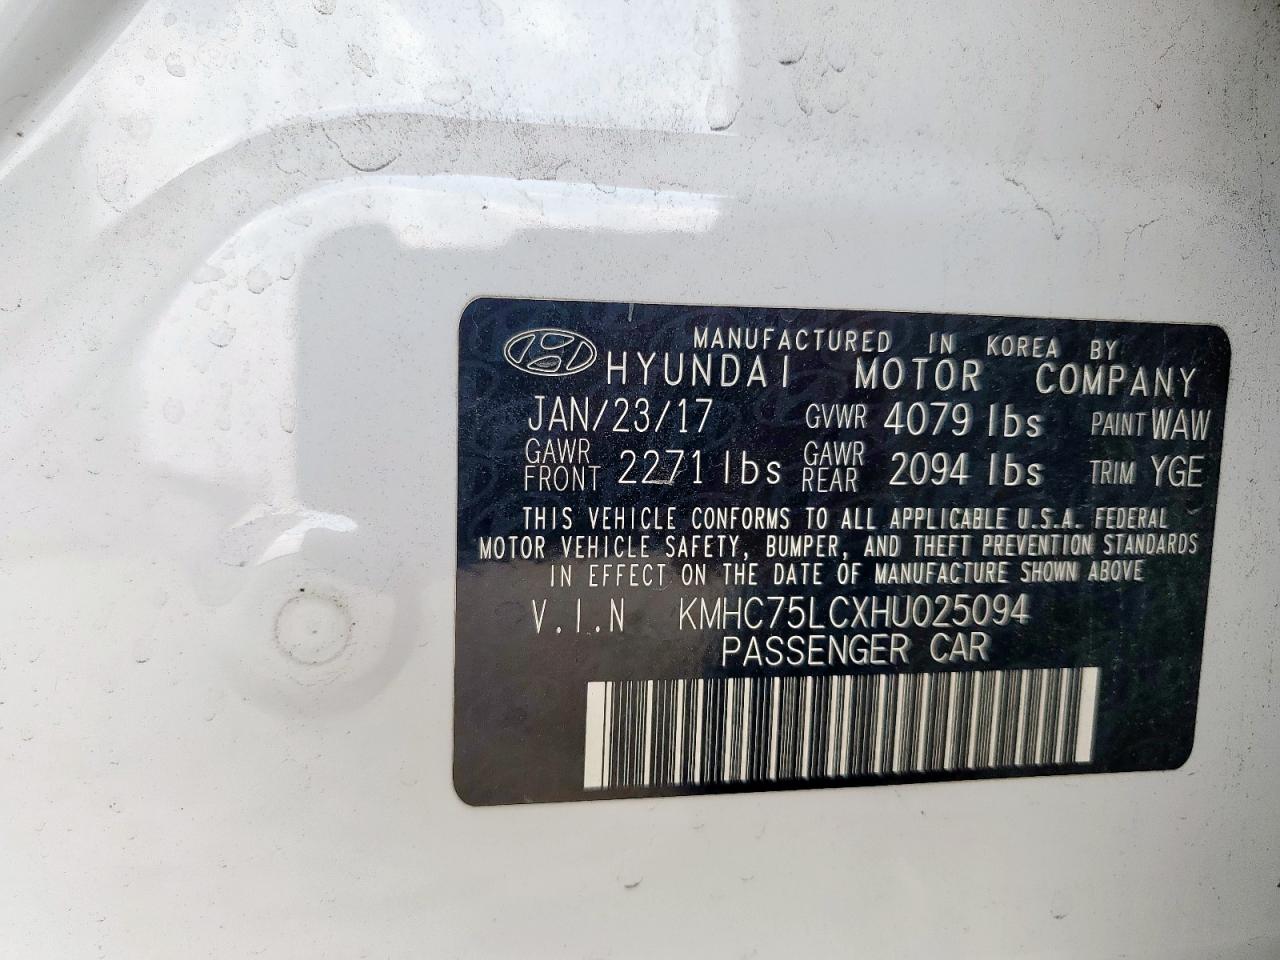 MANUFACTURED IN KOREA BY
HYUNDAI MOTOR COMPANY
JAN/23/17 GVWR 4079 lbs PAINT WAW
GAWR FRONT 2271 lbs GAWR REAR 2094 lbs TRIM YGE
THIS VEHICLE CONFORMS TO ALL APPLICABLE U.S.A. FEDERAL
MOTOR VEHICLE SAFETY, BUMPER, AND THEFT PREVENTION STANDARDS
IN EFFECT ON THE DATE OF MANUFACTURE SHOWN ABOVE
V.I.N KMHC75LCXHU025094
PASSENGER CAR